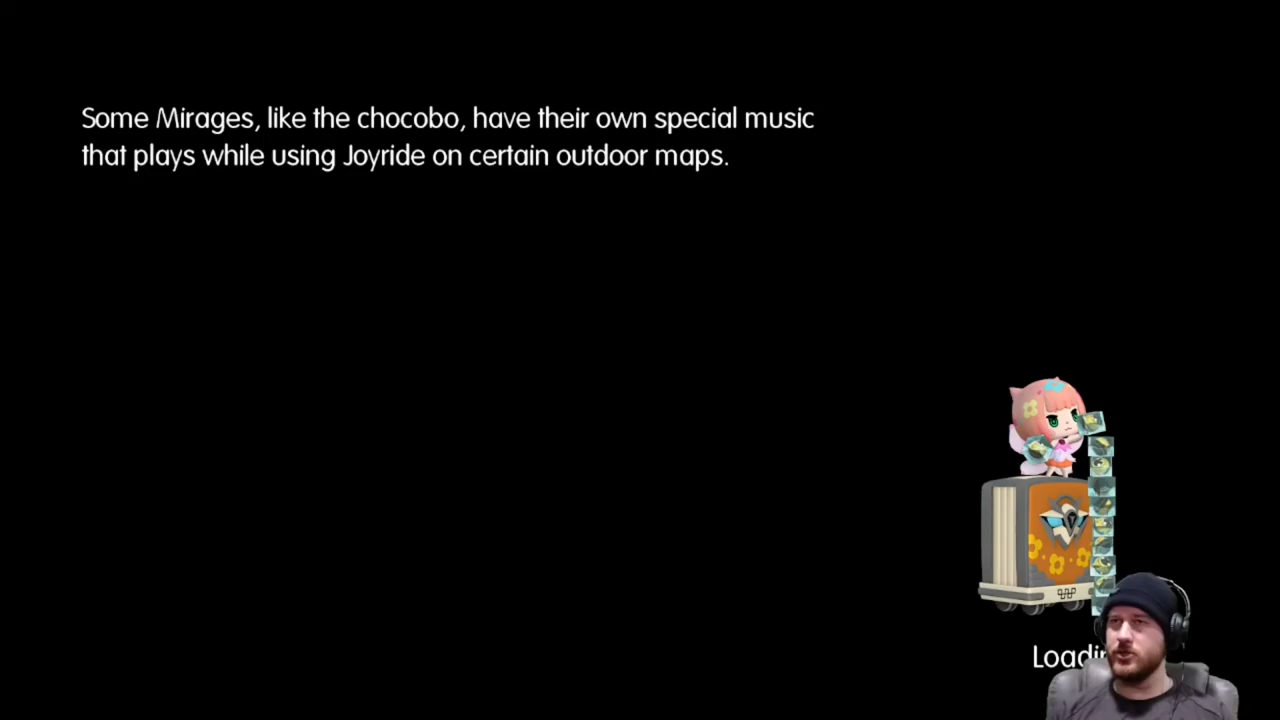 Some Mirages, like the chocobo, have their own special music
that plays while using Joyride on certain outdoor maps.